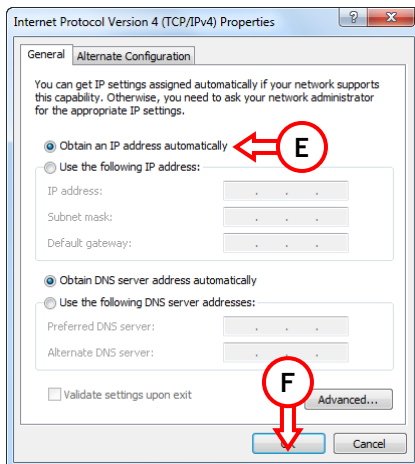 Internet Protocol Version 4 (TCP/IPv4) Properties
General Alternate Configuration
You can get IP settings assigned automatically if your network supports
this capability. Otherwise, you need to ask your network administrator
for the appropriate IP settings.
Obtain an IP address automatically
E
Use the following IP address:
IP address:
Subnet mask:
Default gateway:
Obtain DNS server address automatically
Use the following DNS server addresses:
Preferred DNS server:
Alternate DNS server:
F
Validate settings upon exit
Advanced...
Cancel